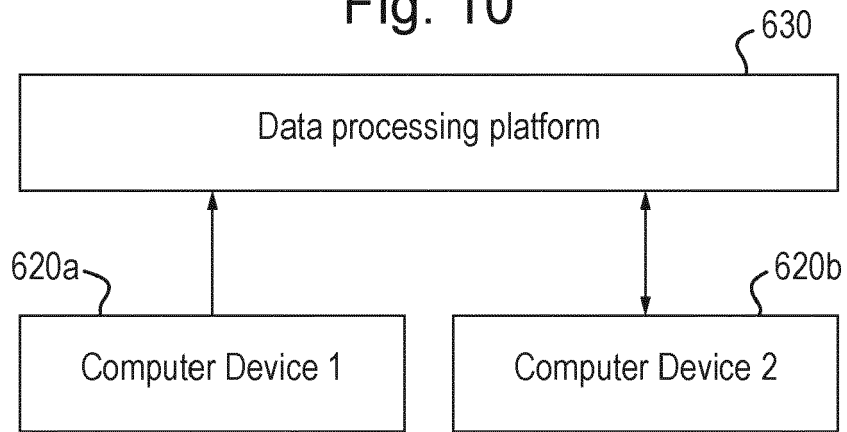 Fig. 10
630
Data processing platform
620a
620b
Computer Device 1
Computer Device 2